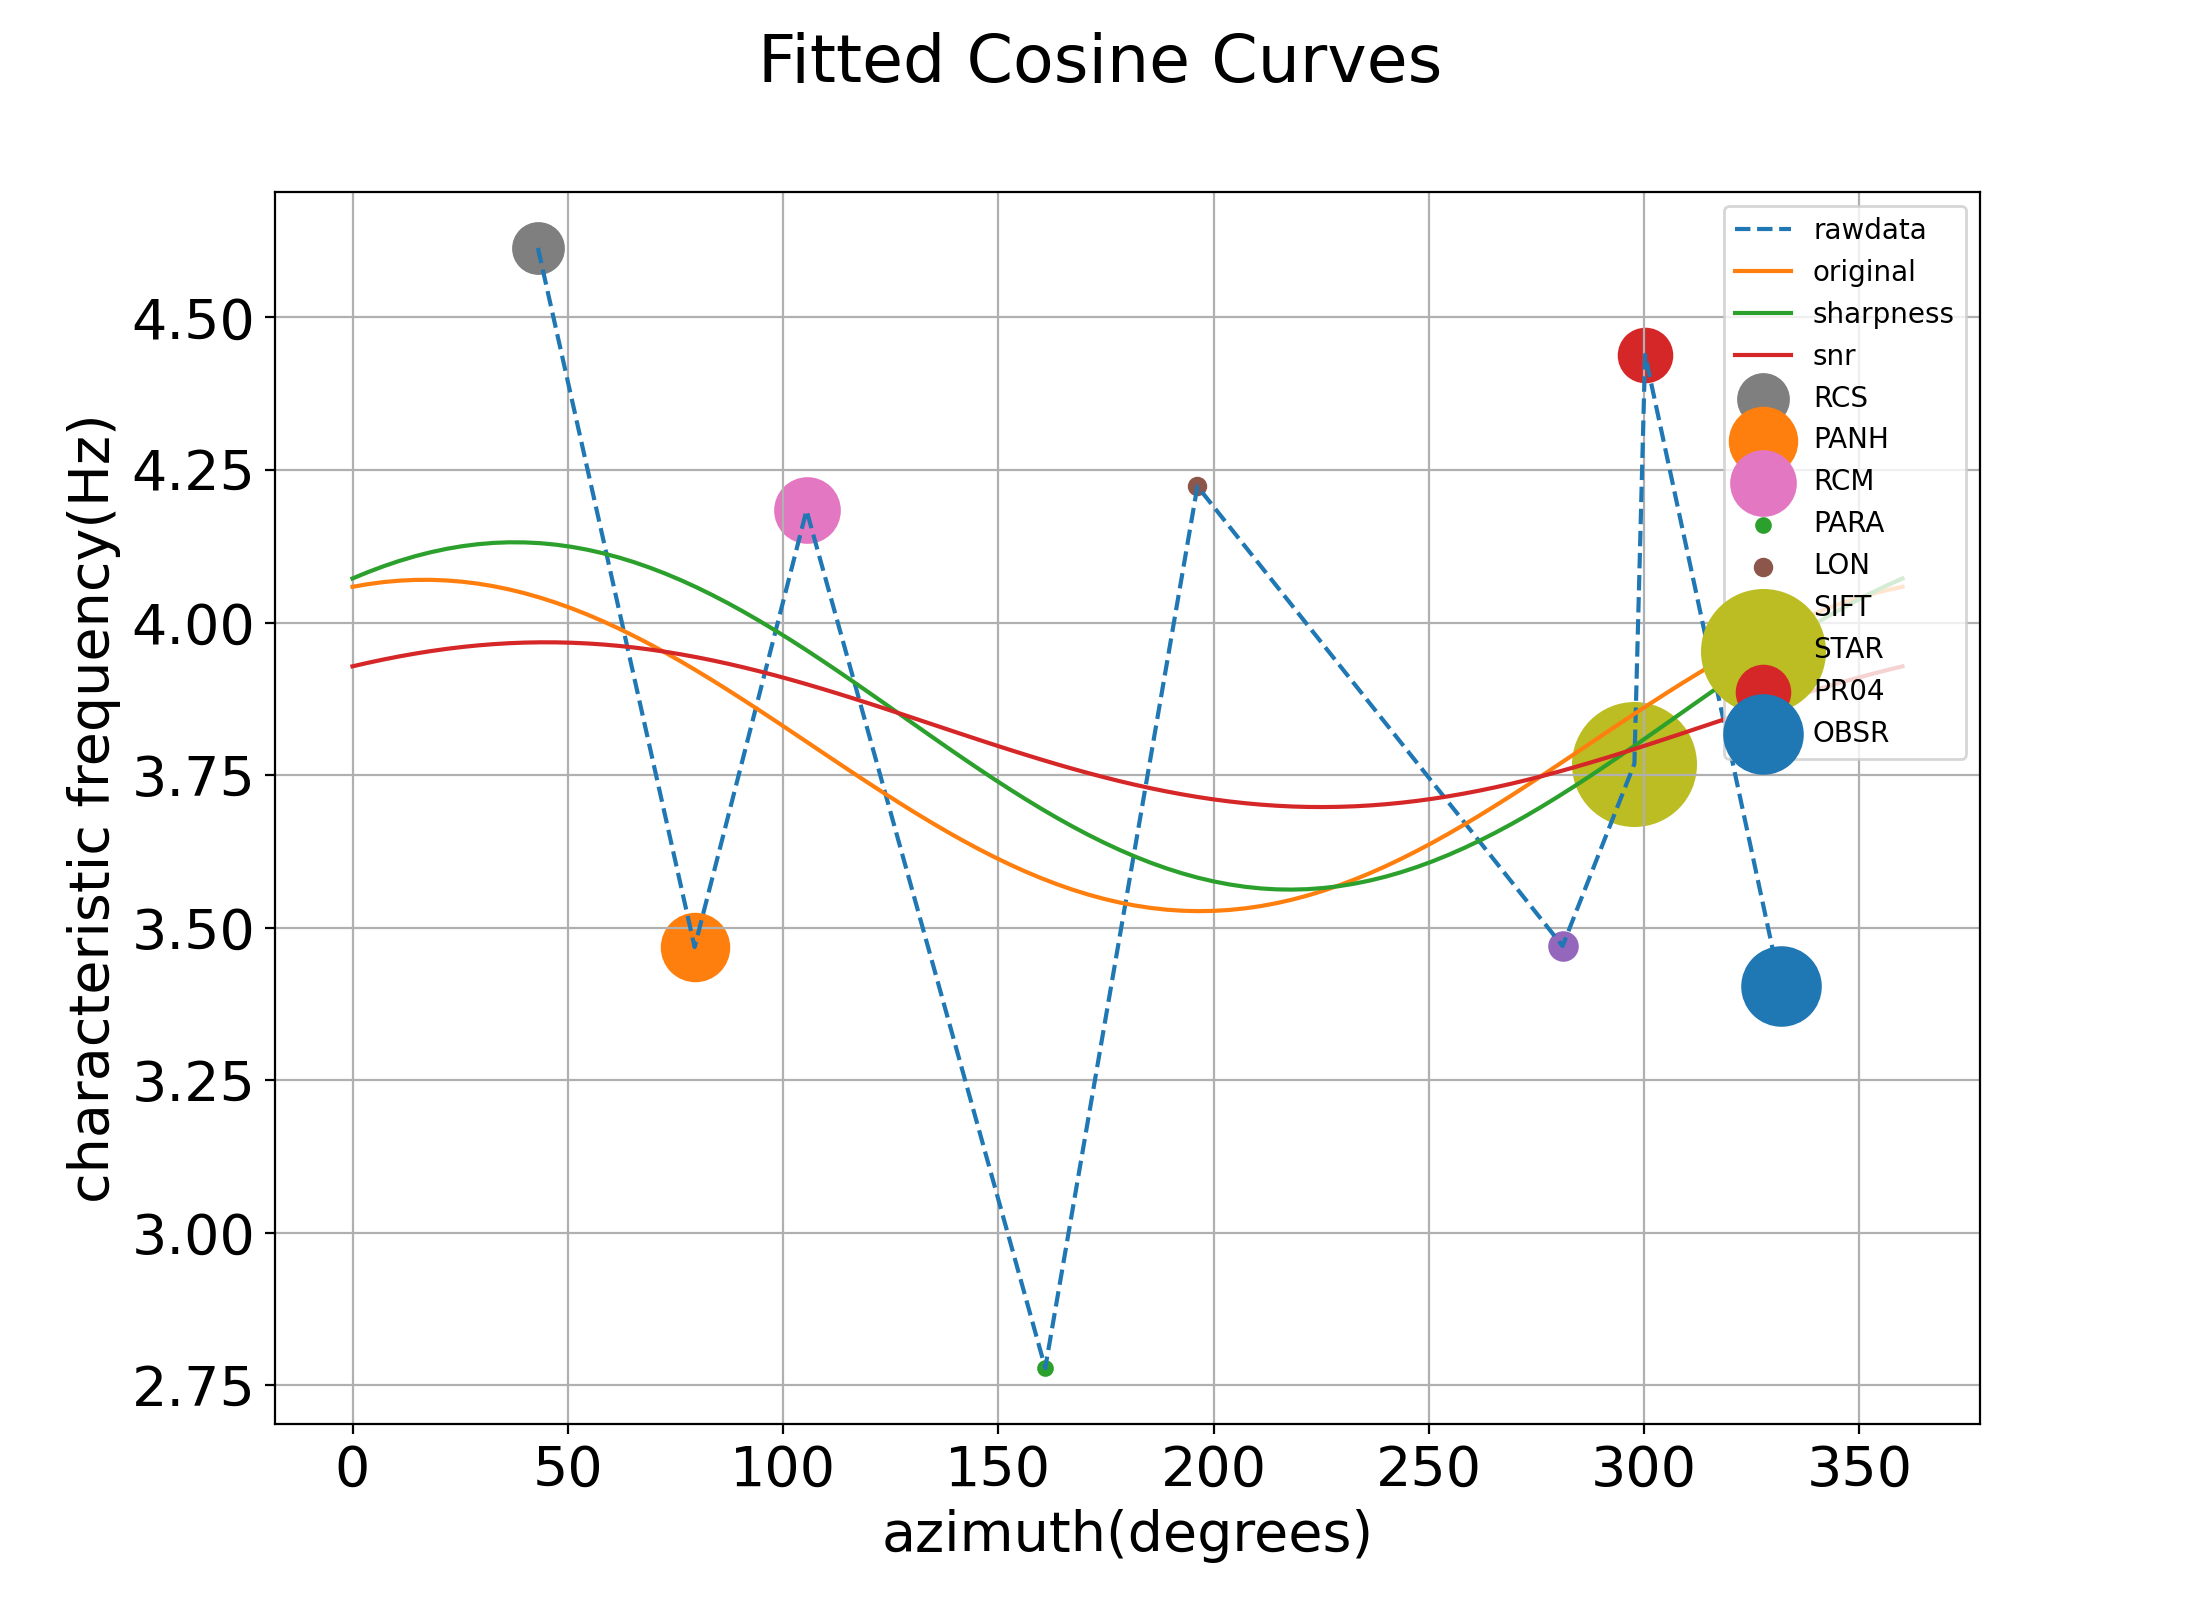 Fitted Cosine Curves
characteristic frequency(Hz)
4.50
4.25
4.00
3.75
3.50
3.25
3.00
2.75
rawdata
original
sharpness
snr
RCS
PANH
RCM
PARA
LON
SIFT
STAR
PR04
OBSR
0 50 100 150 200 250 300 350
azimuth(degrees)